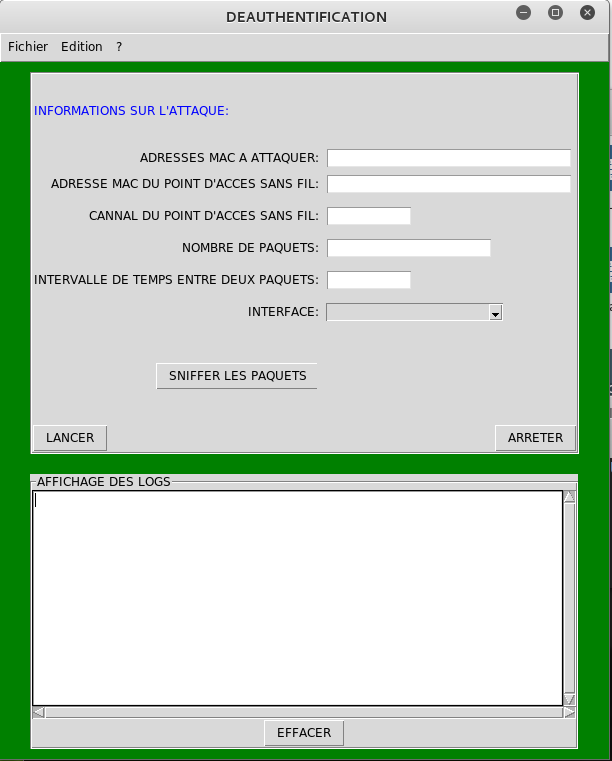 DEAUTHENTIFICATION
Fichier Edition ?
INFORMATIONS SUR L'ATTAQUE:
ADRESSES MAC A ATTAQUER:
ADRESSE MAC DU POINT D'ACCES SANS FIL:
CANNAL DU POINT D'ACCES SANS FIL:
NOMBRE DE PAQUETS:
INTERVALLE DE TEMPS ENTRE DEUX PAQUETS:
INTERFACE:
SNIFFER LES PAQUETS
LANCER ARRETER
AFFICHAGE DES LOGS
EFFACER